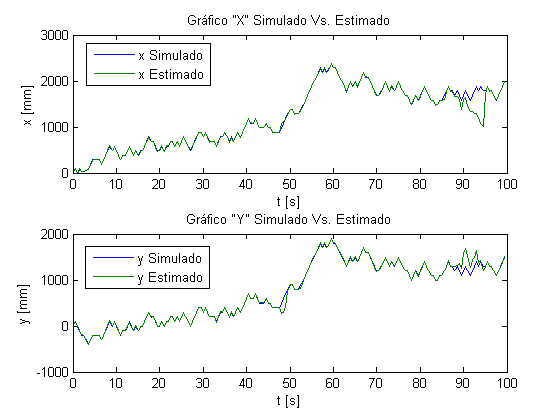 Gráfico "X" Simulado Vs. Estimado
3000
2000
1000
0
x [mm]
x Simulado
x Estimado
0 10 20 30 40 50 60 70 80 90 100
t [s]
Gráfico "Y" Simulado Vs. Estimado
2000
1000
0
-1000
y [mm]
y Simulado
y Estimado
0 10 20 30 40 50 60 70 80 90 100
t [s]